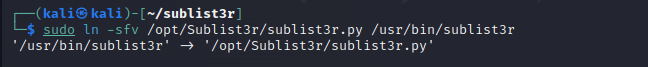 ┌──(kali㉿kali)-[~/sublist3r]
└─$ sudo ln -sfv /opt/Sublist3r/sublist3r.py /usr/bin/sublist3r
'/usr/bin/sublist3r' -> '/opt/Sublist3r/sublist3r.py'